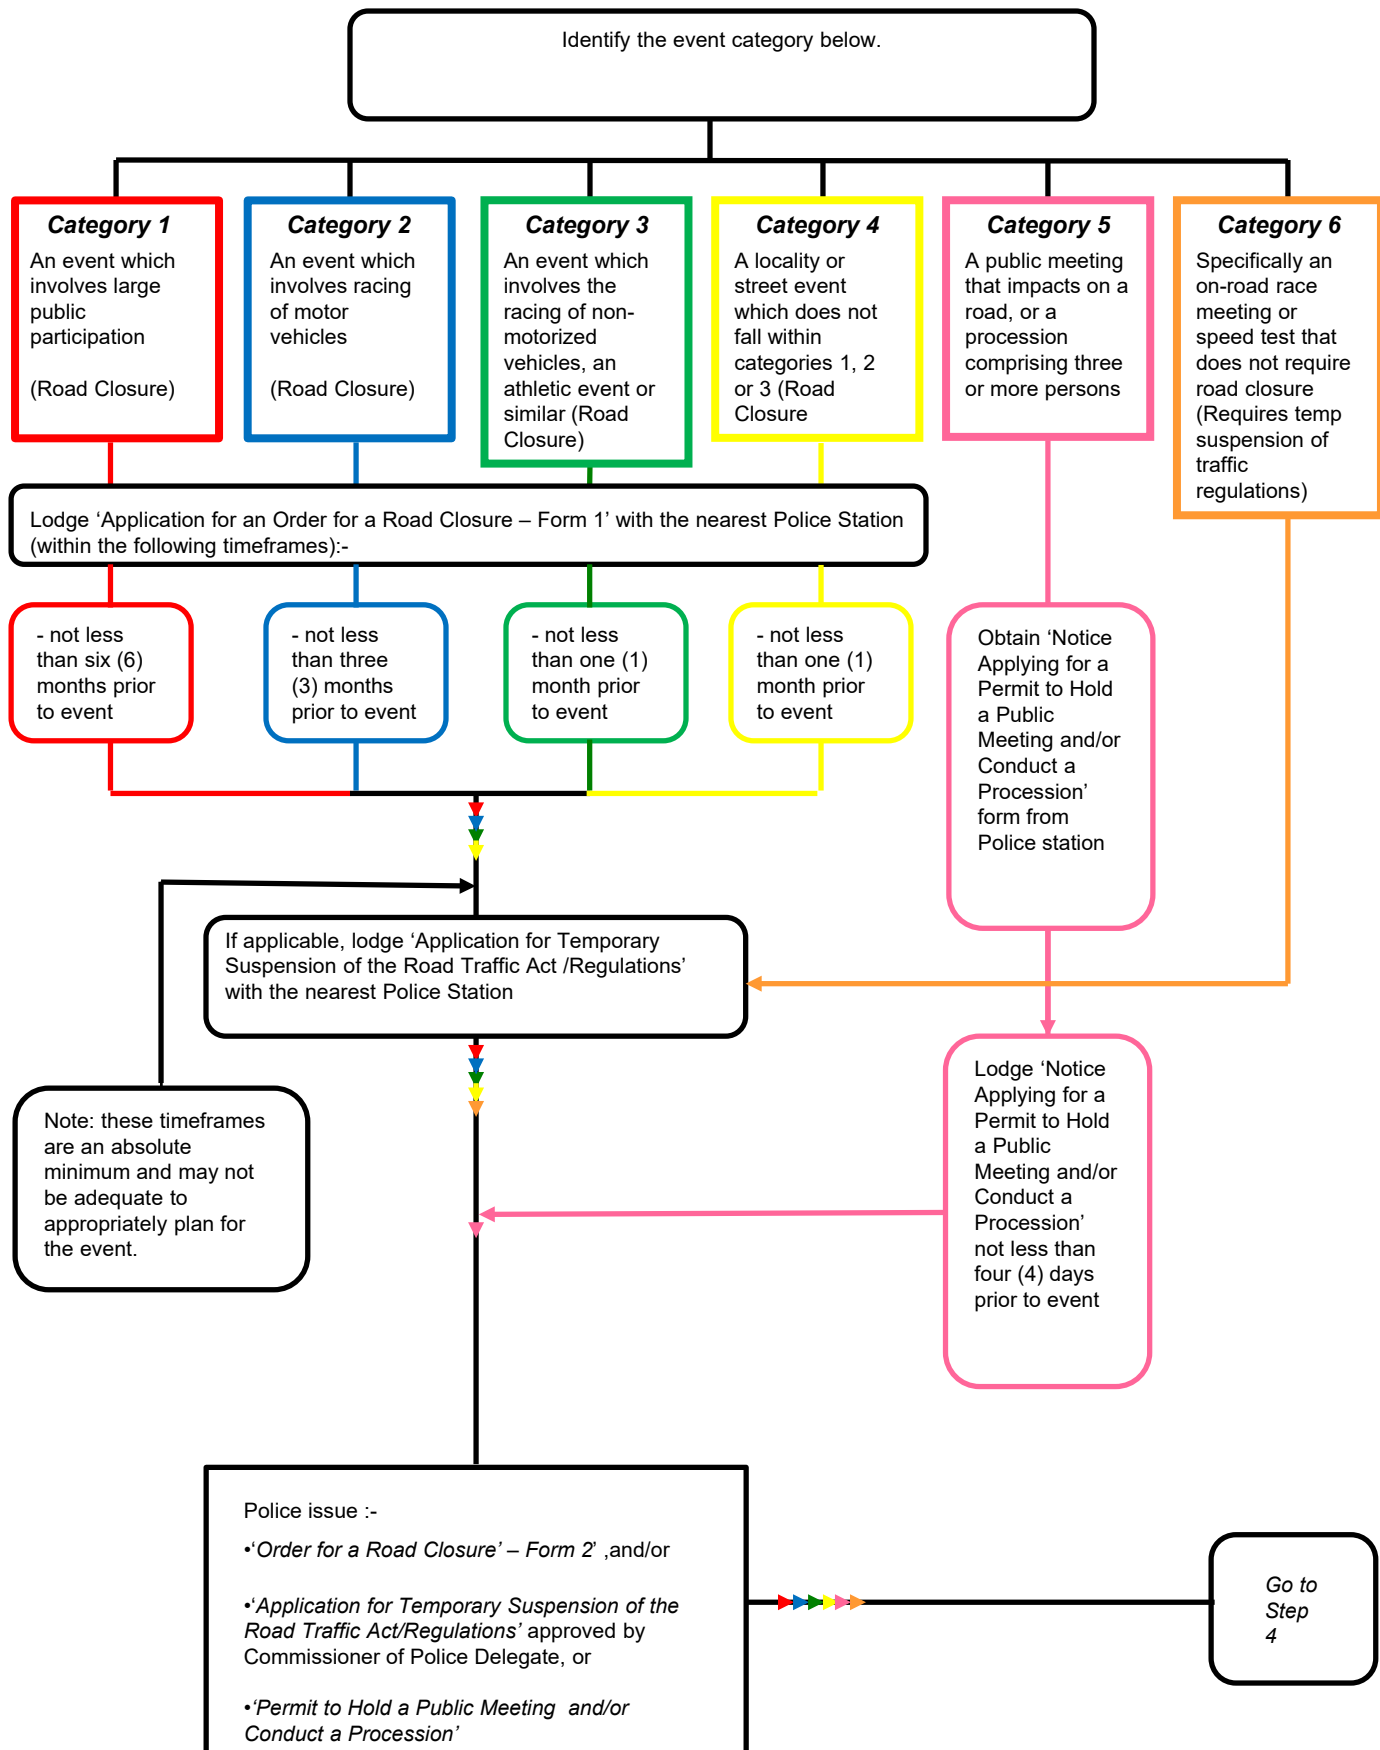 Identify the event category below.
Category 1
An event which
involves large
public
participation
(Road Closure)
Category 2
An event which
involves racing
of motor
vehicles
(Road Closure)
Category 3
An event which
involves the
racing of non-
motorized
vehicles, an
athletic event or
similar (Road
Closure)
Category 4
A locality or
street event
which does not
fall within
categories 1, 2
or 3 (Road
Closure
Category 5
A public meeting
that impacts on a
road, or a
procession
comprising three
or more persons
Category 6
Specifically an
on-road race
meeting or
speed test that
does not require
road closure
(Requires temp
suspension of
traffic
regulations)
Lodge ‘Application for an Order for a Road Closure – Form 1’ with the nearest Police Station
(within the following timeframes):-
- not less
than six (6)
months prior
to event
- not less
than three
(3) months
prior to event
- not less
than one (1)
month prior
to event
- not less
than one (1)
month prior
to event
Obtain ‘Notice
Applying for a
Permit to Hold
a Public
Meeting and/or
Conduct a
Procession’
form from
Police station
If applicable, lodge ‘Application for Temporary
Suspension of the Road Traffic Act /Regulations’
with the nearest Police Station
Note: these timeframes
are an absolute
minimum and may not
be adequate to
appropriately plan for
the event.
Lodge ‘Notice
Applying for a
Permit to Hold
a Public
Meeting and/or
Conduct a
Procession’
not less than
four (4) days
prior to event
Police issue :-
•‘Order for a Road Closure’ – Form 2’ ,and/or
•‘Application for Temporary Suspension of the
Road Traffic Act/Regulations’ approved by
Commissioner of Police Delegate, or
•‘Permit to Hold a Public Meeting  and/or
Conduct a Procession’
Go to
Step
4